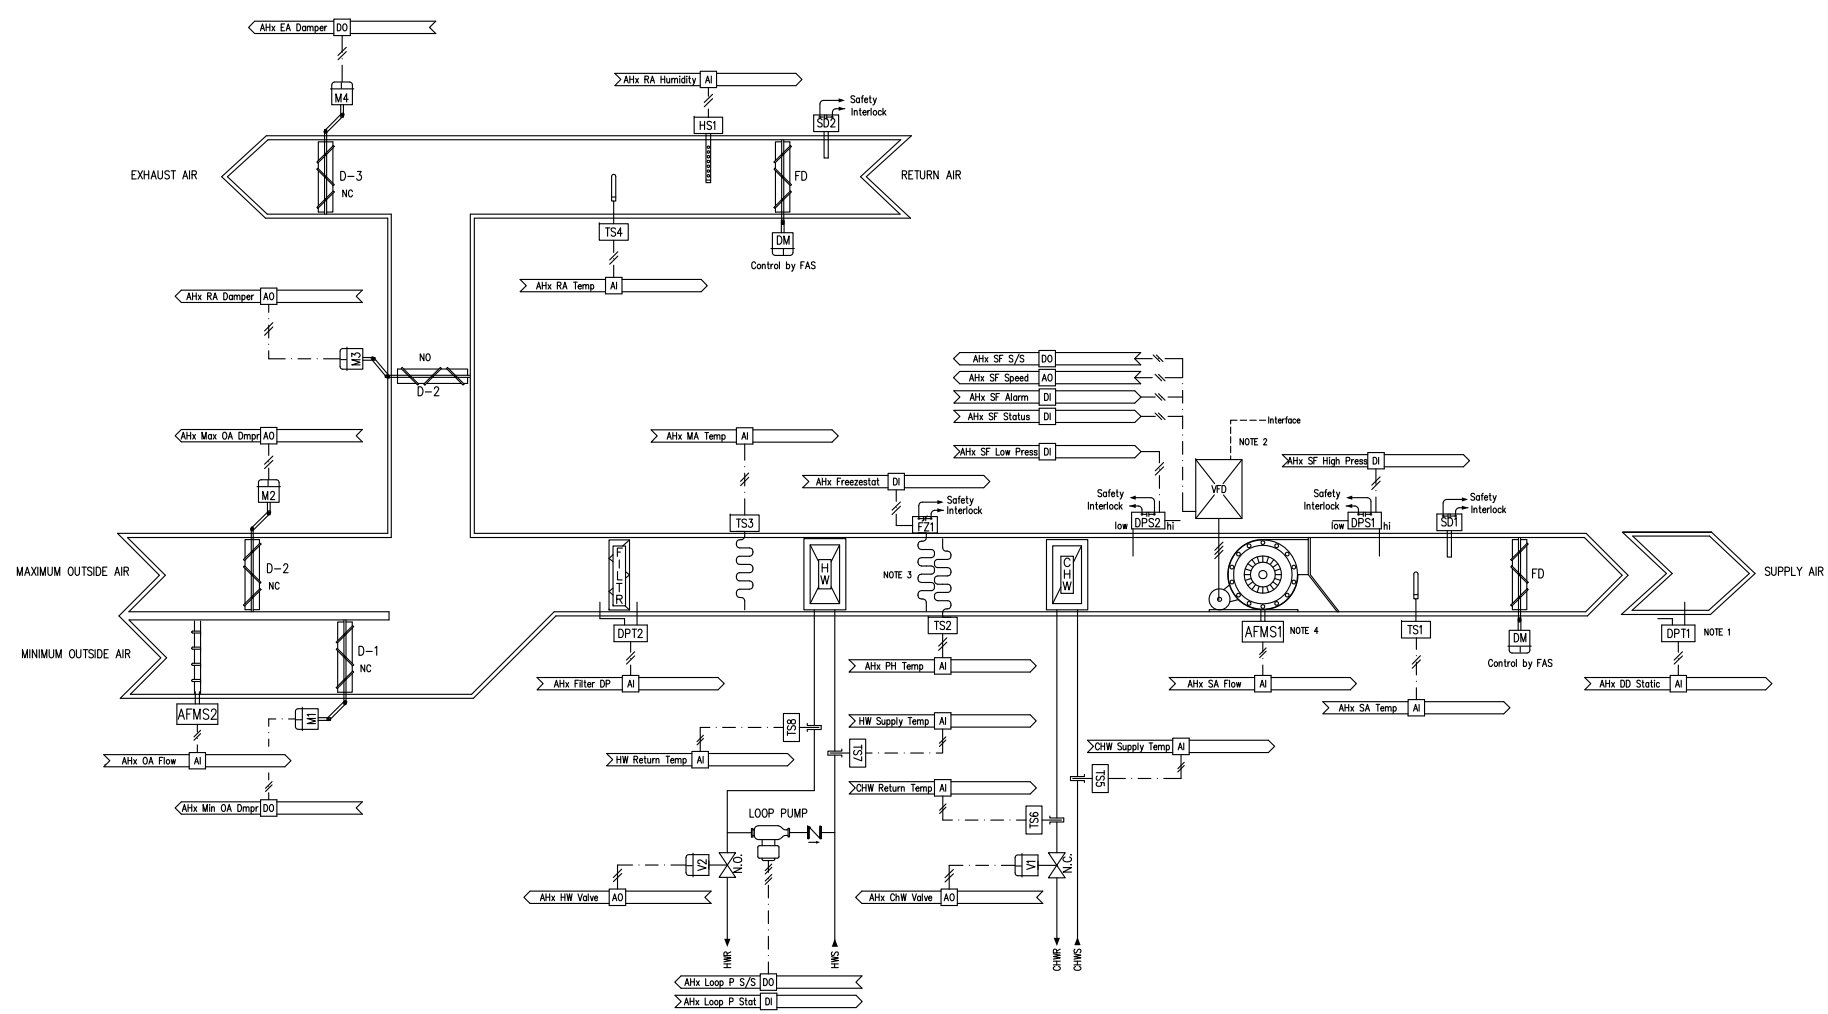 AHx EA Damper DO
M4
AHx RA Humidity AI
HS1
Safety
Interlock
SD2
EXHAUST AIR
D-3
NC
FD
RETURN AIR
TS4
DM
Control by FAS
AHx RA Temp AI
AHx RA Damper AO
M3
NO
D-2
AHx SF S/S DO
AHx SF Speed AO
AHx SF Alarm DI
AHx SF Status DI
AHx SF Low Press DI
Interface
NOTE 2
VFD
AHx Max OA Dmpr AO
AHx MA Temp AI
AHx SF High Press DI
AHx Freezestat DI
M2
Safety
Interlock
FZ1
TS3
Safety
Interlock
low DPS2 hi
Safety
Interlock
low DPS1 hi
Safety
Interlock
SD1
MAXIMUM OUTSIDE AIR
D-2
NC
FILTR
HW
NOTE 3
CHW
FD
SUPPLY AIR
MINIMUM OUTSIDE AIR
D-1
NC
DPT2
TS2
AFMS1
NOTE 4
TS1
DM
Control by FAS
DPT1
NOTE 1
AHx PH Temp AI
AHx Filter DP AI
AHx SA Flow AI
AHx SA Temp AI
AHx DD Static AI
AFMS2
M1
AHx OA Flow AI
AHx Min OA Dmpr DO
TS8
HW Return Temp AI
HW Supply Temp AI
TS7
CHW Supply Temp AI
TS5
CHW Return Temp AI
TS6
LOOP PUMP
V2
N.O.
V1
N.C.
AHx HW Valve AO
AHx ChW Valve AO
HWR
HWS
CHWR
CHWS
AHx Loop P S/S DO
AHx Loop P Stat DI